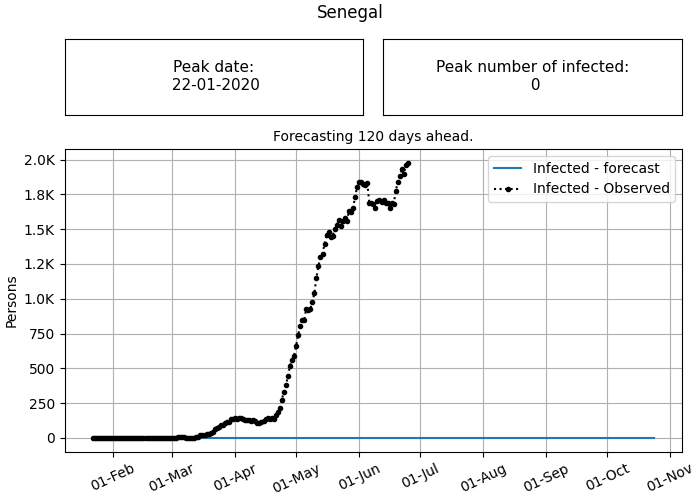 Senegal
Peak date:
22-01-2020
Peak number of infected:
0
Forecasting 120 days ahead.
2.0K
1.8K
1.5K
1.2K
1.0K
750
500
250
0
Persons
Infected - forecast
Infected - Observed
01-Feb
01-Mar
01-Apr
01-May
01-Jun
01-Jul
01-Aug
01-Sep
01-Oct
01-Nov